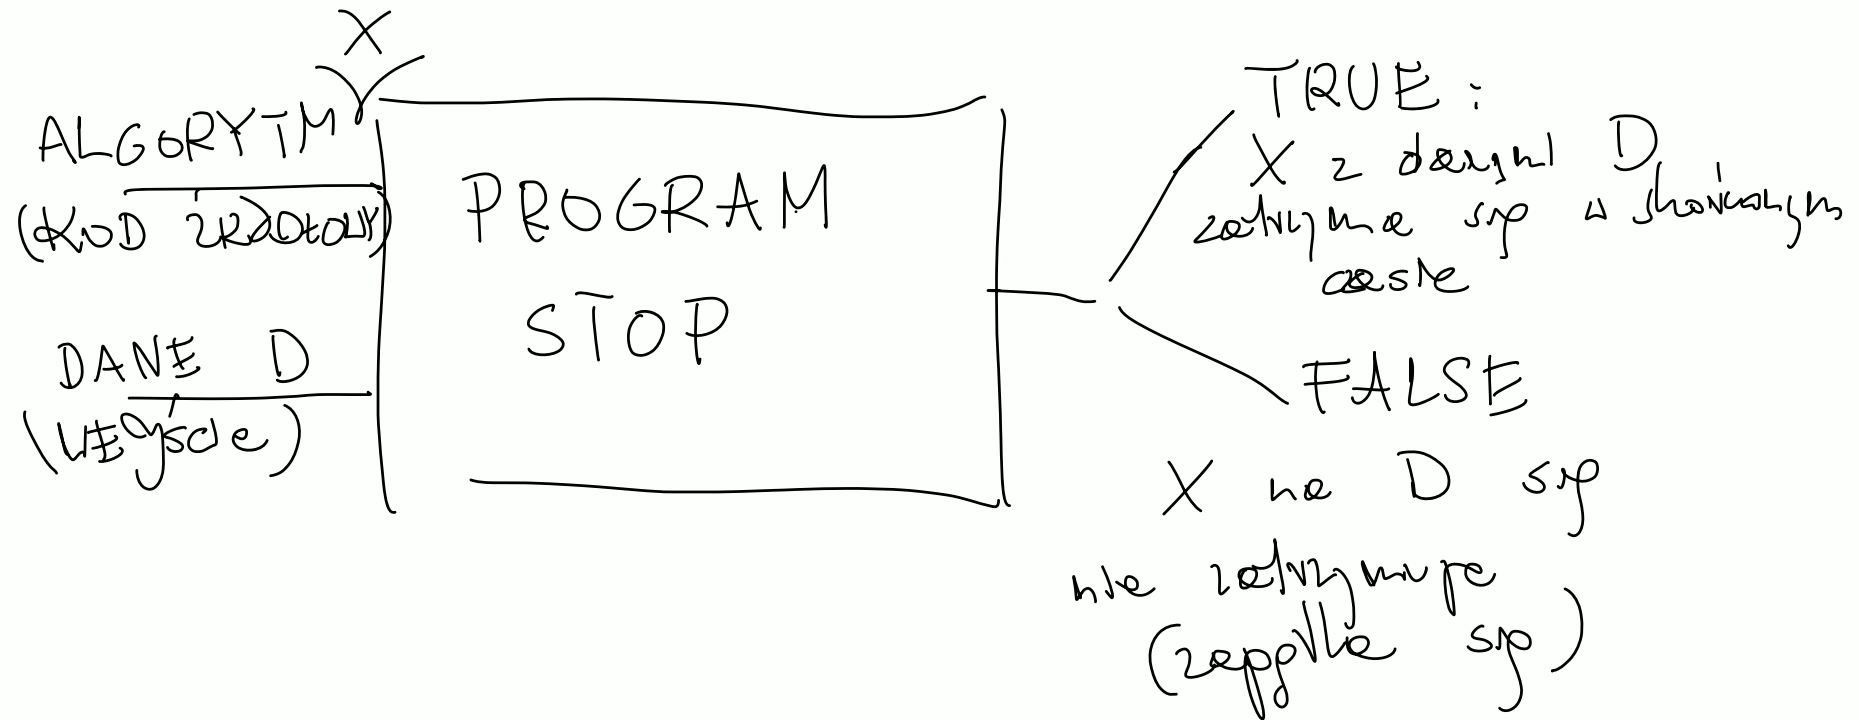 X
ALGORYTM
(KOD ŹRÓDŁOWY)
DANE D
(WEJŚCIE)
PROGRAM
STOP
TRUE :
X z danymi D
zatrzyma się w skończonym
czasie
FALSE
X na D się
nie zatrzymuje
(zapętla się)